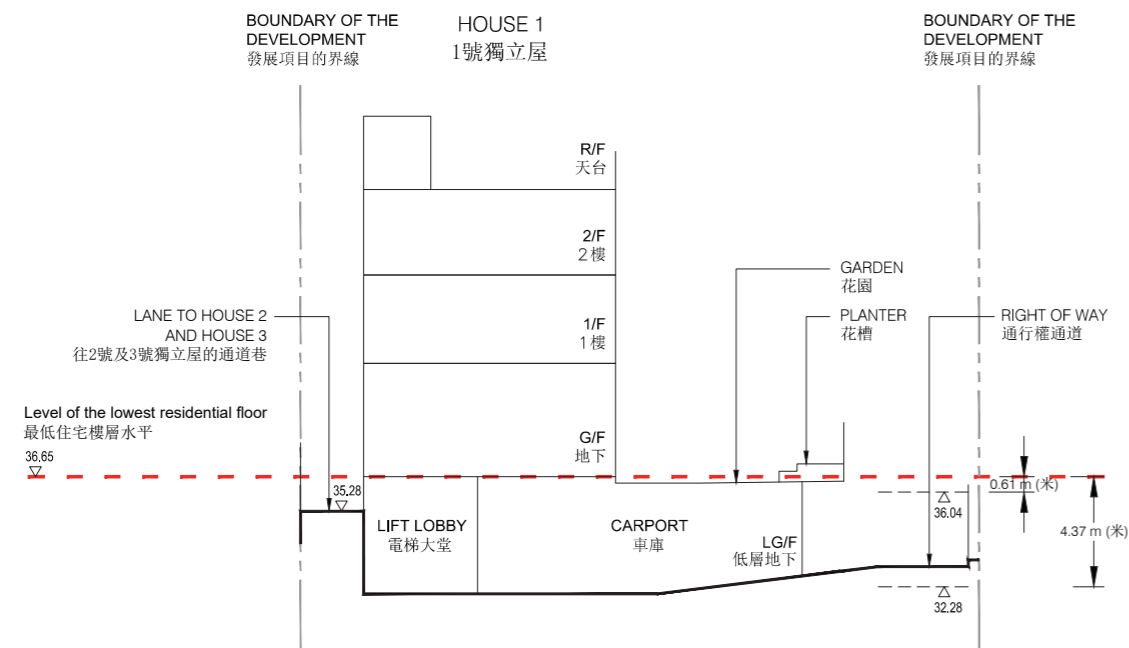 BOUNDARY OF THE
DEVELOPMENT
發展項目的界線
HOUSE 1
1號獨立屋
BOUNDARY OF THE
DEVELOPMENT
發展項目的界線
R/F
天台
2/F
2樓
GARDEN
花園
LANE TO HOUSE 2
AND HOUSE 3
往2號及3號獨立屋的通道巷
1/F
1樓
PLANTER
花槽
RIGHT OF WAY
通行權通道
Level of the lowest residential floor
最低住宅樓層水平
36.65
G/F
地下
35.28
0.61 m (米)
36.04
LIFT LOBBY
電梯大堂
CARPORT
車庫
LG/F
低層地下
4.37 m (米)
32.28